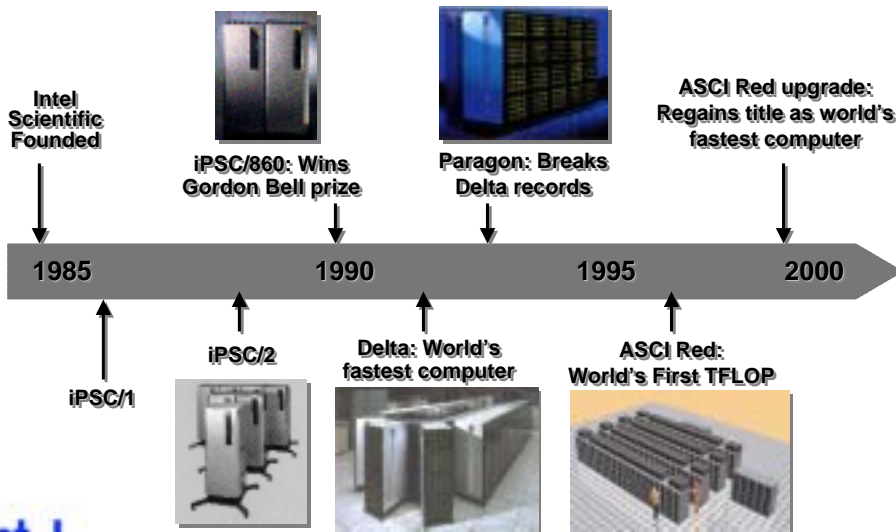 Intel
Scientific
Founded
iPSC/860: Wins
Gordon Bell prize
Paragon: Breaks
Delta records
ASCI Red upgrade:
Regains title as world's
fastest computer
1985
1990
1995
2000
iPSC/1
iPSC/2
Delta: World's
fastest computer
ASCI Red:
World's First TFLOP